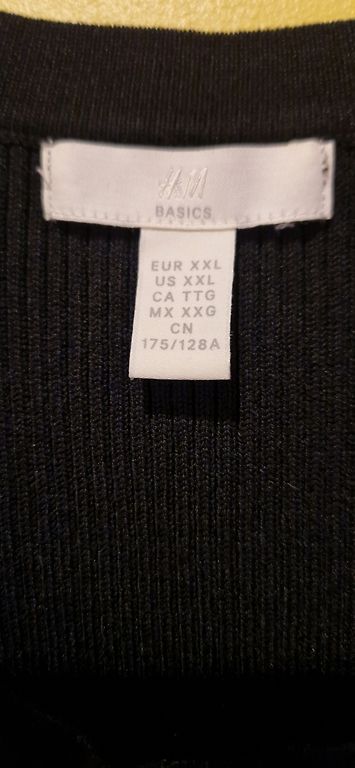 H&M
BASICS
EUR XXL
US XXL
CA TTG
MX XXG
CN
175/128A